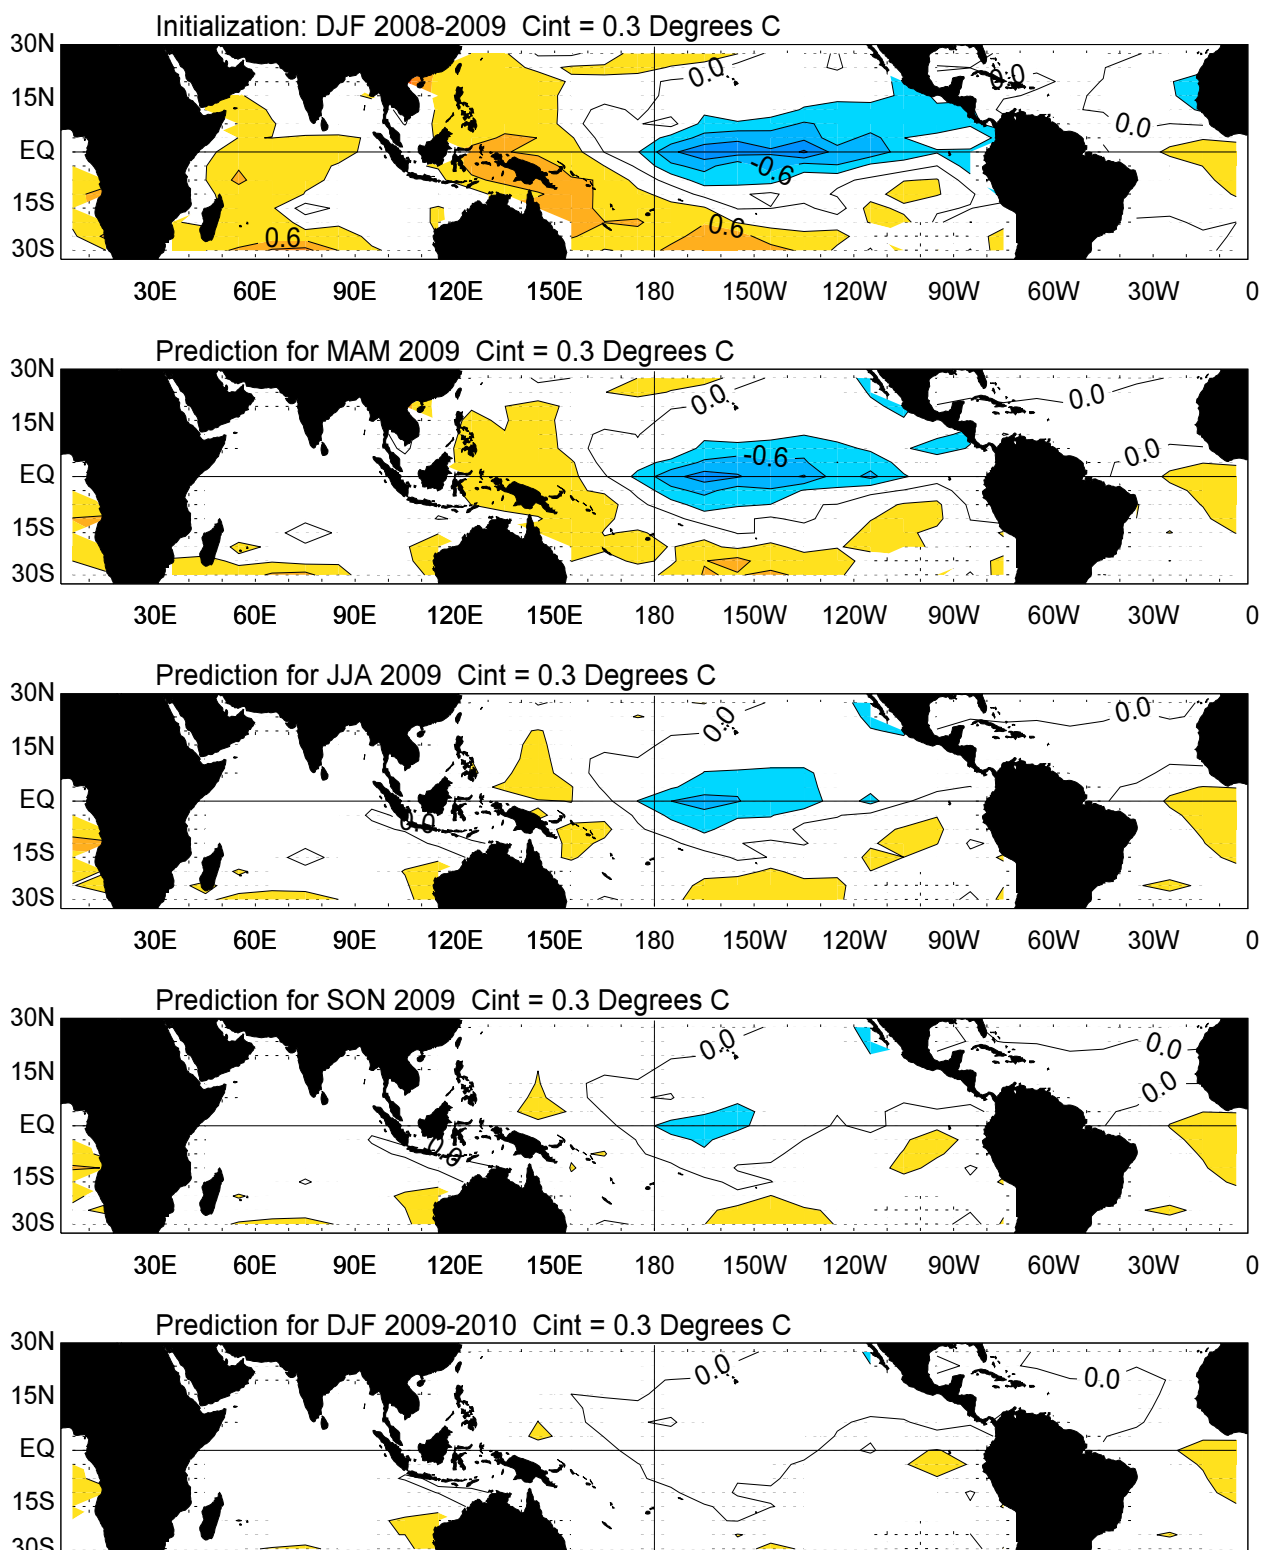 Initialization: DJF 2008-2009  Cint = 0.3 Degrees C
30N
15N
EQ
15S
30S
0.0
0.0
0.0
-0.6
0.6
0.6
30E 60E 90E 120E 150E 180 150W 120W 90W 60W 30W 0
Prediction for MAM 2009  Cint = 0.3 Degrees C
30N
15N
EQ
15S
30S
0.0
0.0
0.0
-0.6
30E 60E 90E 120E 150E 180 150W 120W 90W 60W 30W 0
Prediction for JJA 2009  Cint = 0.3 Degrees C
30N
15N
EQ
15S
30S
0.0
0.0
0.0
30E 60E 90E 120E 150E 180 150W 120W 90W 60W 30W 0
Prediction for SON 2009  Cint = 0.3 Degrees C
30N
15N
EQ
15S
30S
0.0
0.0
0.0
0.0
30E 60E 90E 120E 150E 180 150W 120W 90W 60W 30W 0
Prediction for DJF 2009-2010  Cint = 0.3 Degrees C
30N
15N
EQ
15S
30S
0.0
0.0